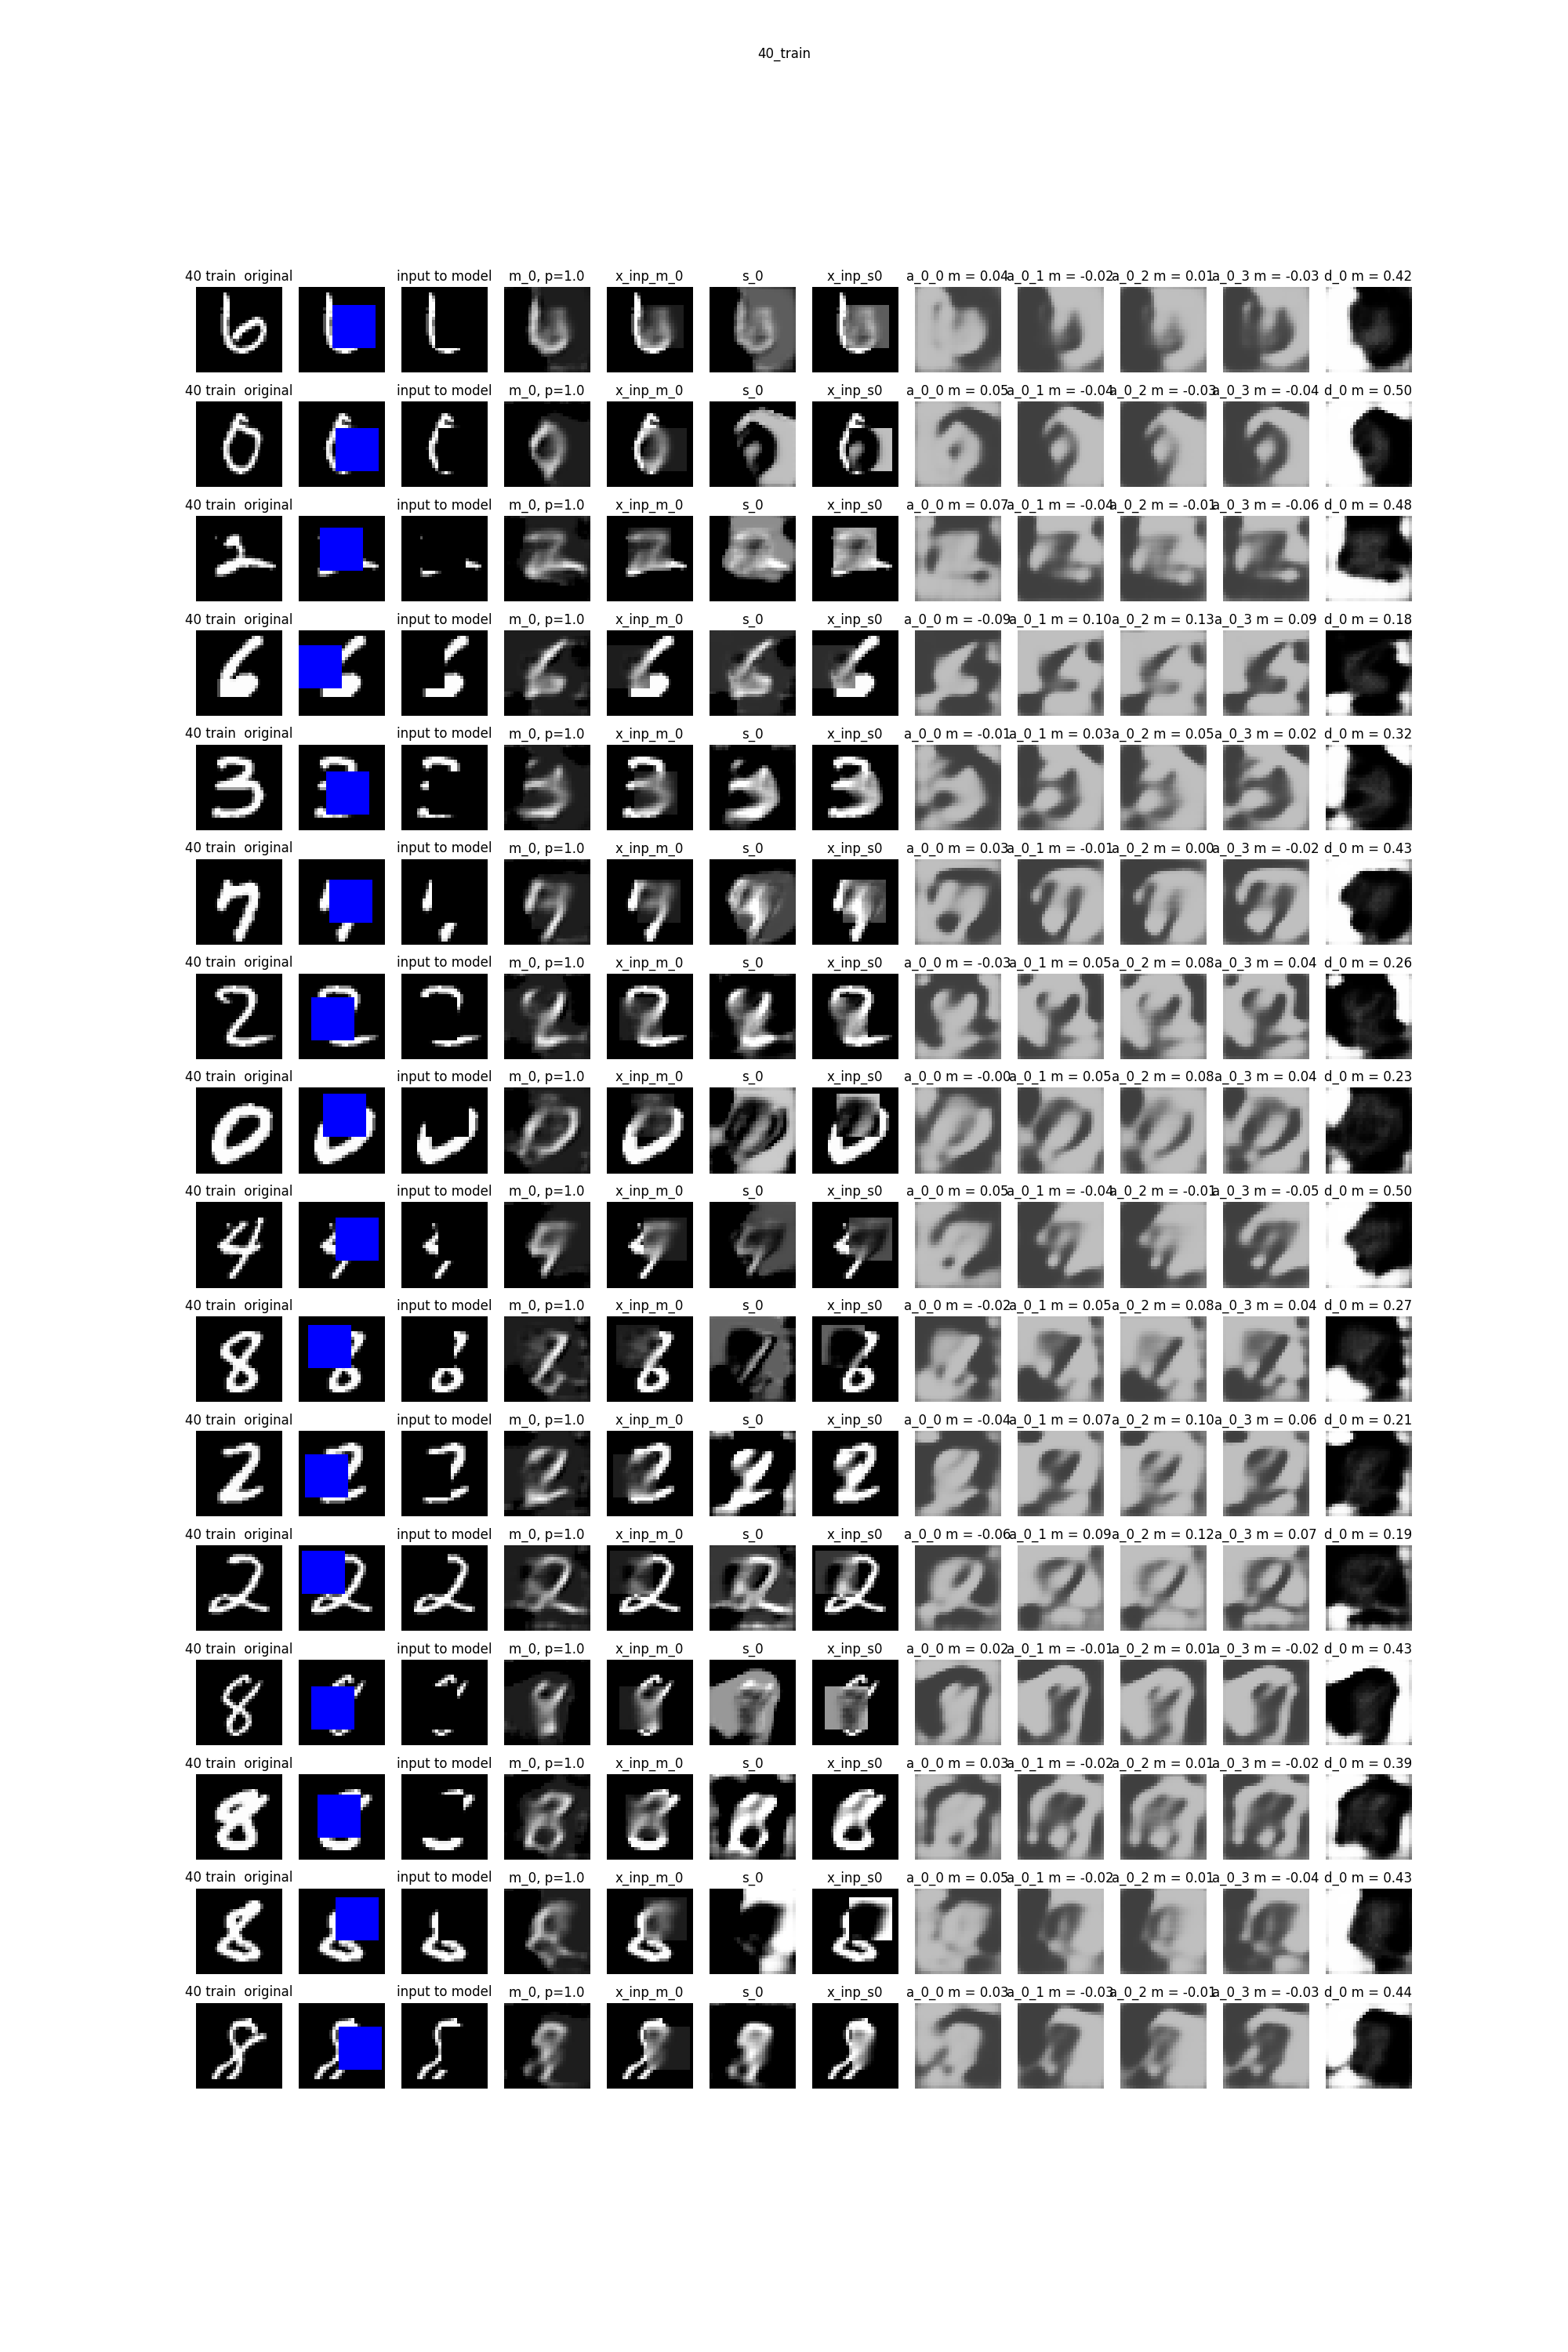 40_train
40 train  original input to model m_0, p=1.0 x_inp_m_0 s_0 x_inp_s0 a_0_0 m = 0.04 a_0_1 m = -0.02 a_0_2 m = 0.01 a_0_3 m = -0.03 d_0 m = 0.42
40 train  original input to model m_0, p=1.0 x_inp_m_0 s_0 x_inp_s0 a_0_0 m = 0.05 a_0_1 m = -0.04 a_0_2 m = -0.03 a_0_3 m = -0.04 d_0 m = 0.50
40 train  original input to model m_0, p=1.0 x_inp_m_0 s_0 x_inp_s0 a_0_0 m = 0.07 a_0_1 m = -0.04 a_0_2 m = -0.01 a_0_3 m = -0.06 d_0 m = 0.48
40 train  original input to model m_0, p=1.0 x_inp_m_0 s_0 x_inp_s0 a_0_0 m = -0.09 a_0_1 m = 0.10 a_0_2 m = 0.13 a_0_3 m = 0.09 d_0 m = 0.18
40 train  original input to model m_0, p=1.0 x_inp_m_0 s_0 x_inp_s0 a_0_0 m = -0.01 a_0_1 m = 0.03 a_0_2 m = 0.05 a_0_3 m = 0.02 d_0 m = 0.32
40 train  original input to model m_0, p=1.0 x_inp_m_0 s_0 x_inp_s0 a_0_0 m = 0.03 a_0_1 m = -0.01 a_0_2 m = 0.00 a_0_3 m = -0.02 d_0 m = 0.43
40 train  original input to model m_0, p=1.0 x_inp_m_0 s_0 x_inp_s0 a_0_0 m = -0.03 a_0_1 m = 0.05 a_0_2 m = 0.08 a_0_3 m = 0.04 d_0 m = 0.26
40 train  original input to model m_0, p=1.0 x_inp_m_0 s_0 x_inp_s0 a_0_0 m = -0.00 a_0_1 m = 0.05 a_0_2 m = 0.08 a_0_3 m = 0.04 d_0 m = 0.23
40 train  original input to model m_0, p=1.0 x_inp_m_0 s_0 x_inp_s0 a_0_0 m = 0.05 a_0_1 m = -0.04 a_0_2 m = -0.01 a_0_3 m = -0.05 d_0 m = 0.50
40 train  original input to model m_0, p=1.0 x_inp_m_0 s_0 x_inp_s0 a_0_0 m = -0.02 a_0_1 m = 0.05 a_0_2 m = 0.08 a_0_3 m = 0.04 d_0 m = 0.27
40 train  original input to model m_0, p=1.0 x_inp_m_0 s_0 x_inp_s0 a_0_0 m = -0.04 a_0_1 m = 0.07 a_0_2 m = 0.10 a_0_3 m = 0.06 d_0 m = 0.21
40 train  original input to model m_0, p=1.0 x_inp_m_0 s_0 x_inp_s0 a_0_0 m = -0.06 a_0_1 m = 0.09 a_0_2 m = 0.12 a_0_3 m = 0.07 d_0 m = 0.19
40 train  original input to model m_0, p=1.0 x_inp_m_0 s_0 x_inp_s0 a_0_0 m = 0.02 a_0_1 m = -0.01 a_0_2 m = 0.01 a_0_3 m = -0.02 d_0 m = 0.43
40 train  original input to model m_0, p=1.0 x_inp_m_0 s_0 x_inp_s0 a_0_0 m = 0.03 a_0_1 m = -0.02 a_0_2 m = 0.01 a_0_3 m = -0.02 d_0 m = 0.39
40 train  original input to model m_0, p=1.0 x_inp_m_0 s_0 x_inp_s0 a_0_0 m = 0.05 a_0_1 m = -0.02 a_0_2 m = 0.01 a_0_3 m = -0.04 d_0 m = 0.43
40 train  original input to model m_0, p=1.0 x_inp_m_0 s_0 x_inp_s0 a_0_0 m = 0.03 a_0_1 m = -0.03 a_0_2 m = -0.01 a_0_3 m = -0.03 d_0 m = 0.44